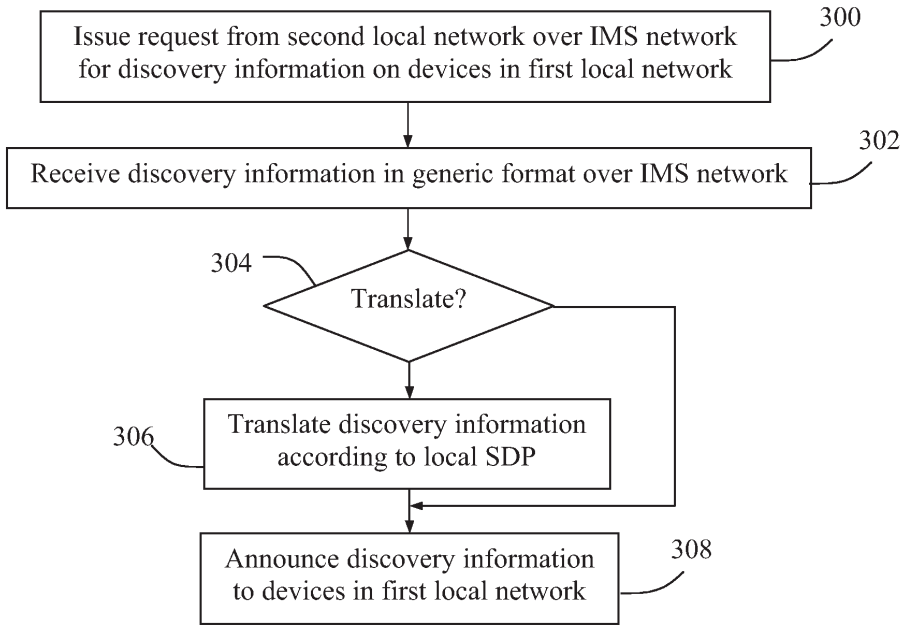 Issue request from second local network over IMS network
for discovery information on devices in first local network
300
Receive discovery information in generic format over IMS network
302
304
Translate?
Translate discovery information
according to local SDP
306
Announce discovery information
to devices in first local network
308